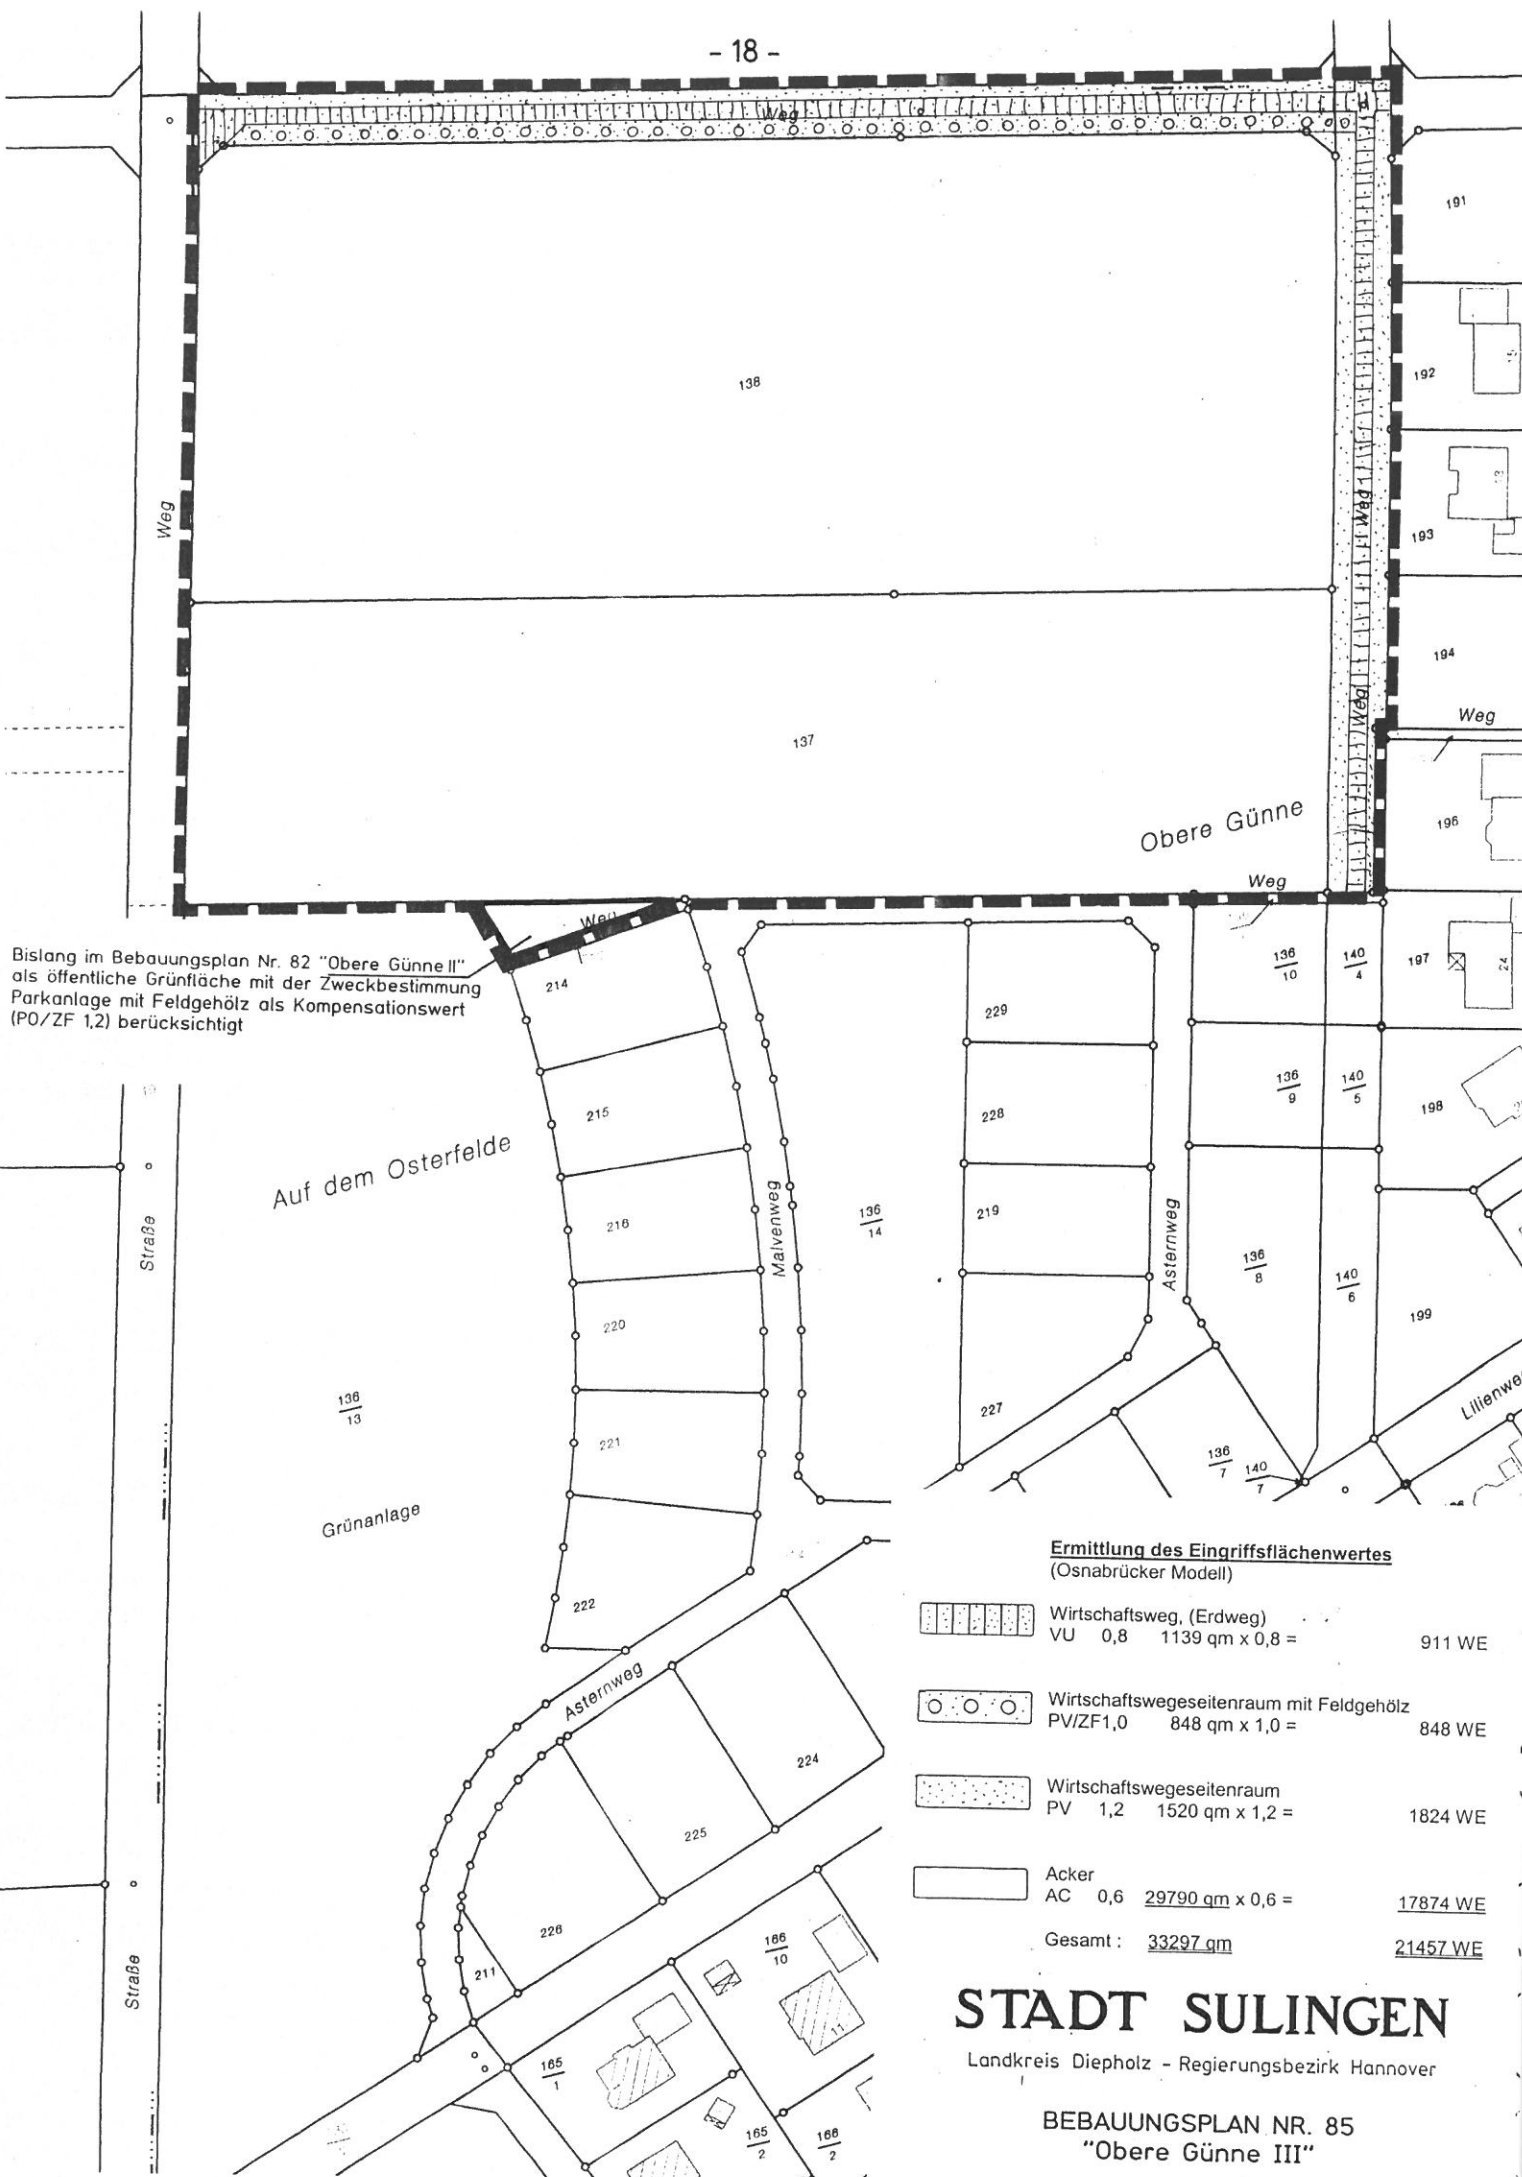 - 18 -
Weg
191
192
15
138
Weg
13
193
Weg
194
Weg
Weg
137
196
Obere Günne
Weg
Weg
Bislang im Bebauungsplan Nr. 82 "Obere Günne II"
als öffentliche Grünfläche mit der Zweckbestimmung
Parkanlage mit Feldgehölz als Kompensationswert
(PO/ZF 1,2) berücksichtigt
214
229
136
10
140
4
197
24
215
228
136
9
140
5
198
Auf dem Osterfelde
216
Malvenweg
136
14
219
Asternweg
136
8
140
6
199
Straße
220
136
13
221
227
136
7
140
7
Lilienwe
Grünanlage
222
Asternweg
224
225
226
211
Straße
166
10
11
165
1
165
2
166
2
Ermittlung des Eingriffsflächenwertes
(Osnabrücker Modell)
Wirtschaftsweg, (Erdweg)
VU 0,8 1139 qm x 0,8 = 911 WE
Wirtschaftswegeseitenraum mit Feldgehölz
PV/ZF1,0 848 qm x 1,0 = 848 WE
Wirtschaftswegeseitenraum
PV 1,2 1520 qm x 1,2 = 1824 WE
Acker
AC 0,6 29790 qm x 0,6 = 17874 WE
Gesamt : 33297 qm 21457 WE
STADT SULINGEN
Landkreis Diepholz - Regierungsbezirk Hannover
BEBAUUNGSPLAN NR. 85
"Obere Günne III"